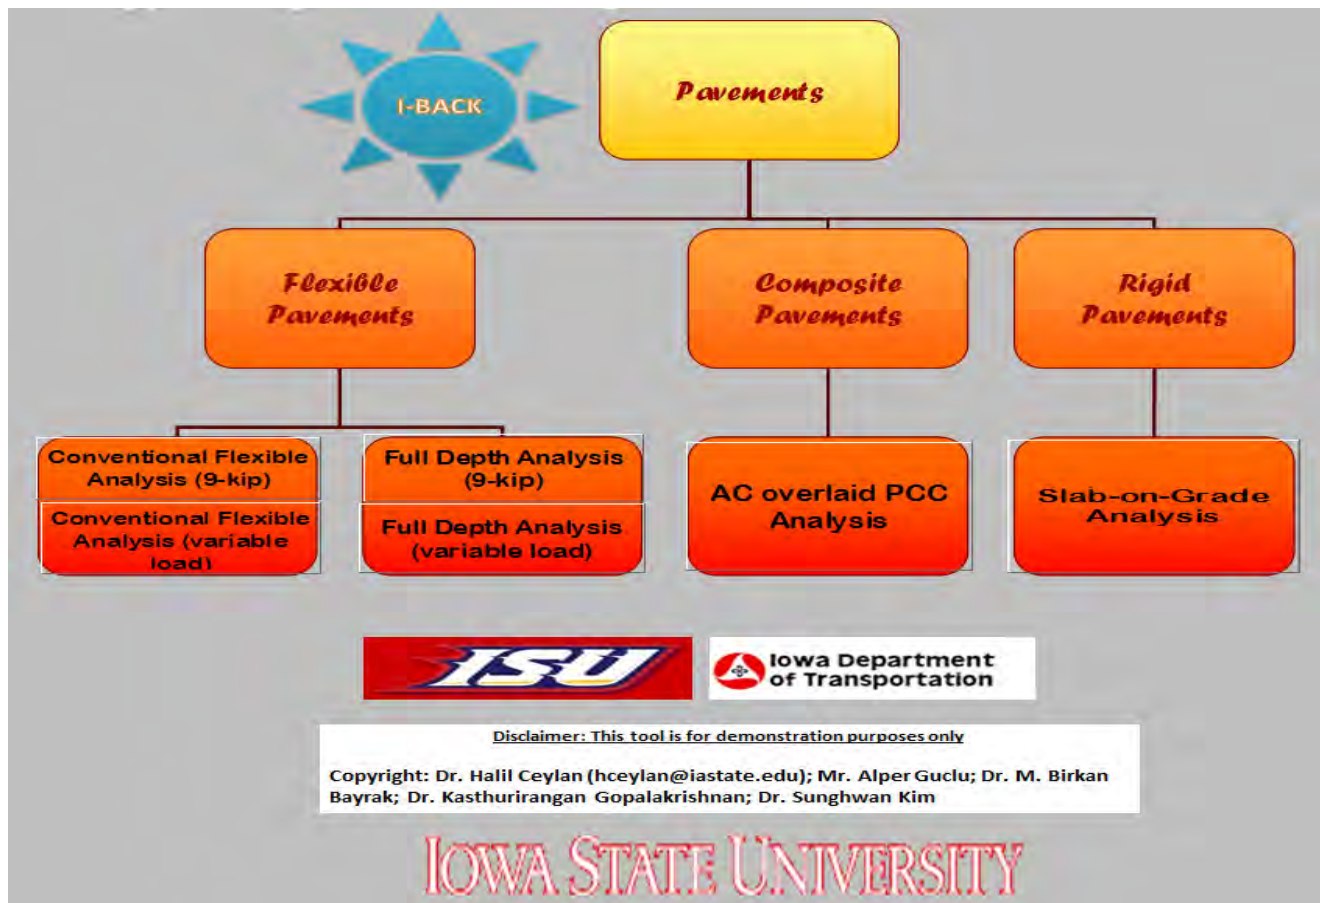 I-BACK
Pavements
Flexible
Pavements
Composite
Pavements
Rigid
Pavements
Conventional Flexible
Analysis (9-kip)
Conventional Flexible
Analysis (variable
load)
Full Depth Analysis
(9-kip)
Full Depth Analysis
(variable load)
AC overlaid PCC
Analysis
Slab-on-Grade
Analysis
ISU
Iowa Department
of Transportation
Disclaimer: This tool is for demonstration purposes only
Copyright: Dr. Halil Ceylan (hceylan@iastate.edu); Mr. Alper Guclu; Dr. M. Birkan
Bayrak; Dr. Kasthurirangan Gopalakrishnan; Dr. Sunghwan Kim
IOWA STATE UNIVERSITY